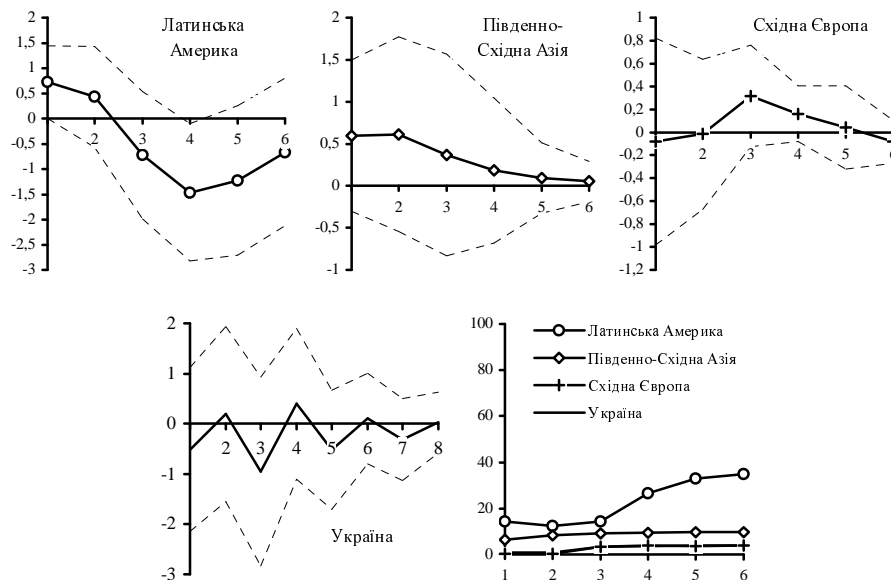 Латинська
Америка
2
1,5
1
0,5
0
-0,5
-1
-1,5
-2
-2,5
-3
2 3 4 5 6
Південно-
Східна Азія
2
1,5
1
0,5
0
-0,5
-1
2 3 4 5 6
Східна Європа
1
0,8
0,6
0,4
0,2
0
-0,2
-0,4
-0,6
-0,8
-1
-1,2
2 3 4 5 6
2
1
0
-1
-2
-3
2 3 4 5 6 7 8
Україна
100
80
60
40
20
0
1 2 3 4 5 6
Латинська Америка
Південно-Східна Азія
Східна Європа
Україна